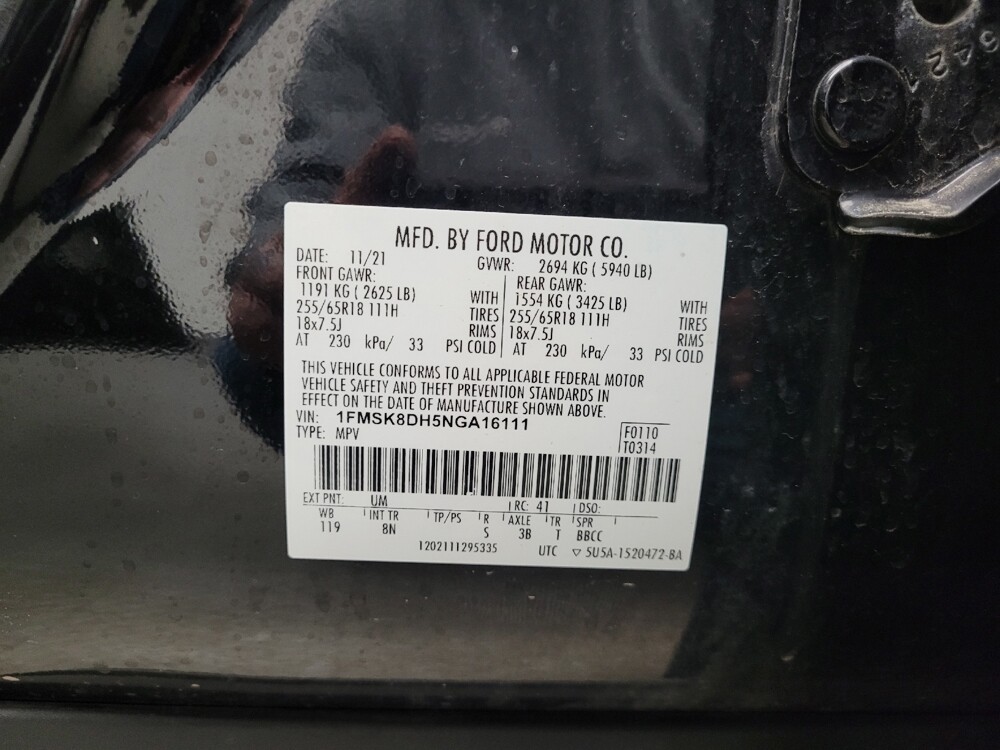 MFD. BY FORD MOTOR CO.
DATE: 11/21 GVWR: 2694 KG ( 5940 LB)
FRONT GAWR: REAR GAWR:
1191 KG ( 2625 LB) WITH 1554 KG ( 3425 LB) WITH
255/65R18 111H TIRES 255/65R18 111H TIRES
18x7.5J RIMS 18x7.5J RIMS
AT 230 kPa/ 33 PSI COLD AT 230 kPa/ 33 PSI COLD
THIS VEHICLE CONFORMS TO ALL APPLICABLE FEDERAL MOTOR
VEHICLE SAFETY AND THEFT PREVENTION STANDARDS IN
EFFECT ON THE DATE OF MANUFACTURE SHOWN ABOVE.
VIN: 1FMSK8DH5NGA16111
TYPE: MPV
F0110
T0314
EXT PNT: UM RC: 41 DSO:
WB INT TR TP/PS R AXLE TR SPR
119 8N S 3B T BBCC
1202111295335 UTC ▽ 5U5A-1520472-BA
542